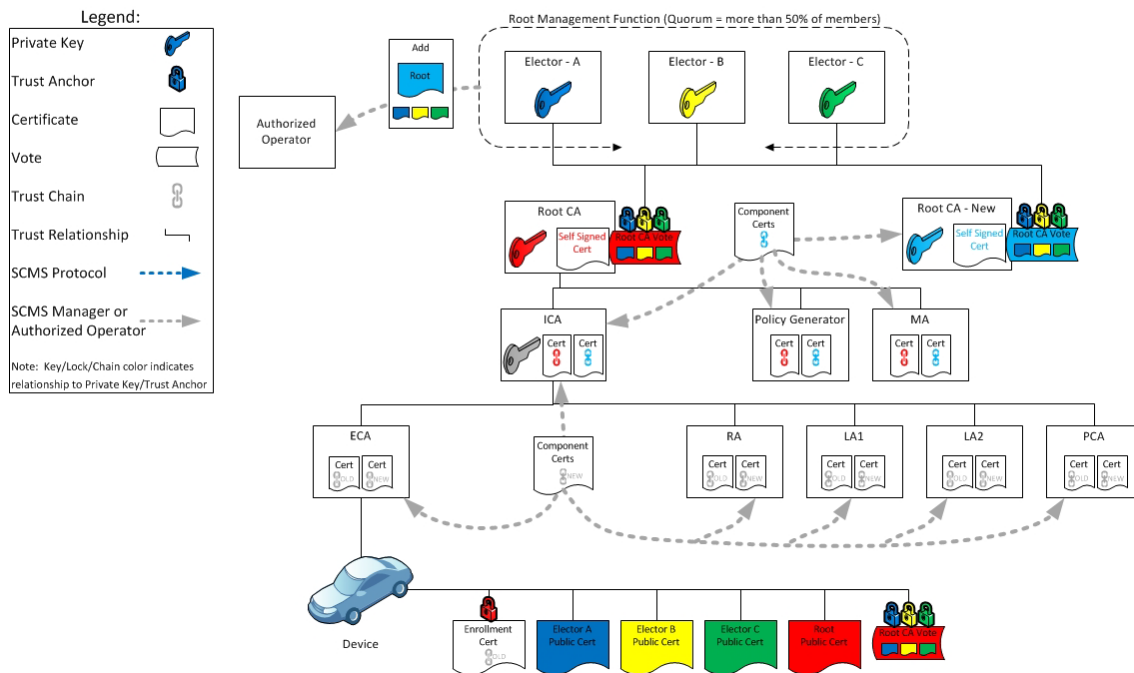 Legend:
Private Key
Trust Anchor
Certificate
Vote
Trust Chain
Trust Relationship
SCMS Protocol
SCMS Manager or
Authorized Operator
Note:  Key/Lock/Chain color indicates
relationship to Private Key/Trust Anchor
Root Management Function (Quorum = more than 50% of members)
Add
Root
Authorized
Operator
Elector - A
Elector - B
Elector - C
Root CA
Self Signed
Cert
Root CA Vote
Component
Certs
Root CA - New
Self Signed
Cert
Root CA Vote
ICA
Cert
Cert
Policy Generator
Cert
Cert
MA
Cert
Cert
ECA
Cert
OLD
Cert
NEW
Component
Certs
NEW
RA
Cert
OLD
Cert
NEW
LA1
Cert
OLD
Cert
NEW
LA2
Cert
OLD
Cert
NEW
PCA
Cert
OLD
Cert
NEW
Device
Enrollment
Cert
OLD
Elector A
Public Cert
Elector B
Public Cert
Elector C
Public Cert
Root
Public Cert
Root CA Vote